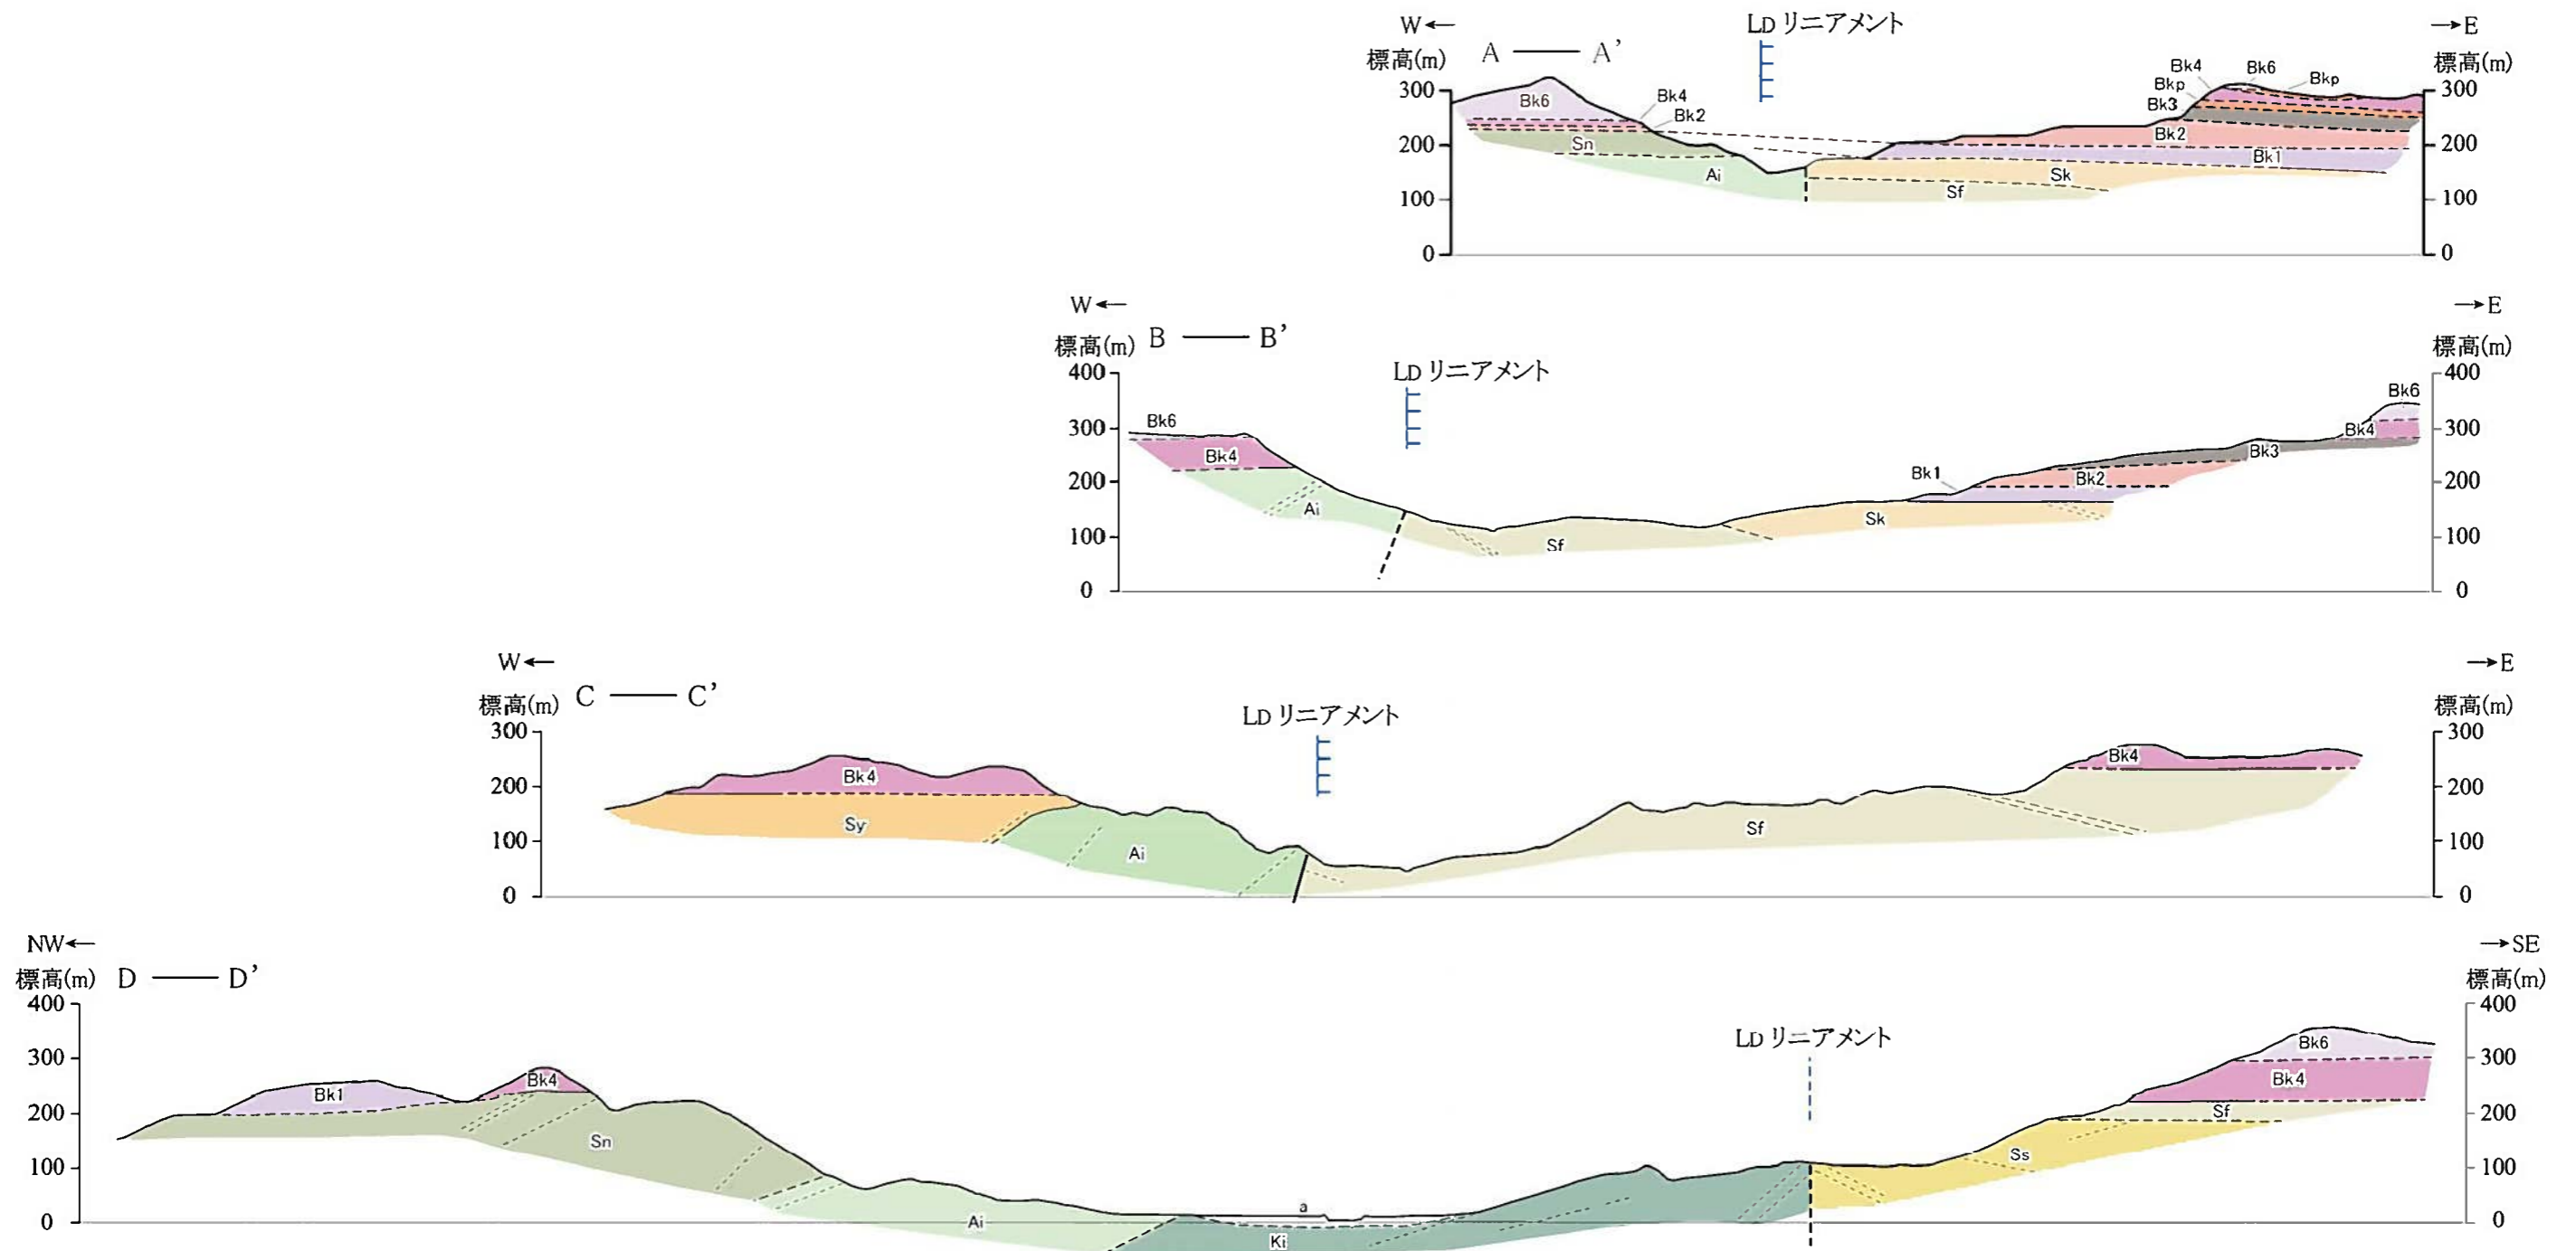 W← LD リニアメント →E
標高(m) A —— A' 標高(m)
300 Bk6 Bk4 Bk2 Bk4 Bkp Bk3 Bk6 Bkp 300
200 Sn Bk2 Bk1 200
100 Ai Sf Sk 100
0 0
W← →E
標高(m) B —— B' 標高(m)
LD リニアメント
400 400
Bk6 Bk6
300 Bk4 Bk4 300
Bk3
200 Ai Bk1 Bk2 200
100 Sf Sk 100
0 0
W← →E
標高(m) C —— C' 標高(m)
LD リニアメント
300 300
Bk4 Bk4
200 200
Sy Sf
100 Ai 100
0 0
NW← →SE
標高(m) D —— D' 標高(m)
400 400
LD リニアメント
300 Bk6 300
Bk1 Bk4 Bk4
200 Sf 200
Sn Ss
100 100
0 Ai a 0
Ki